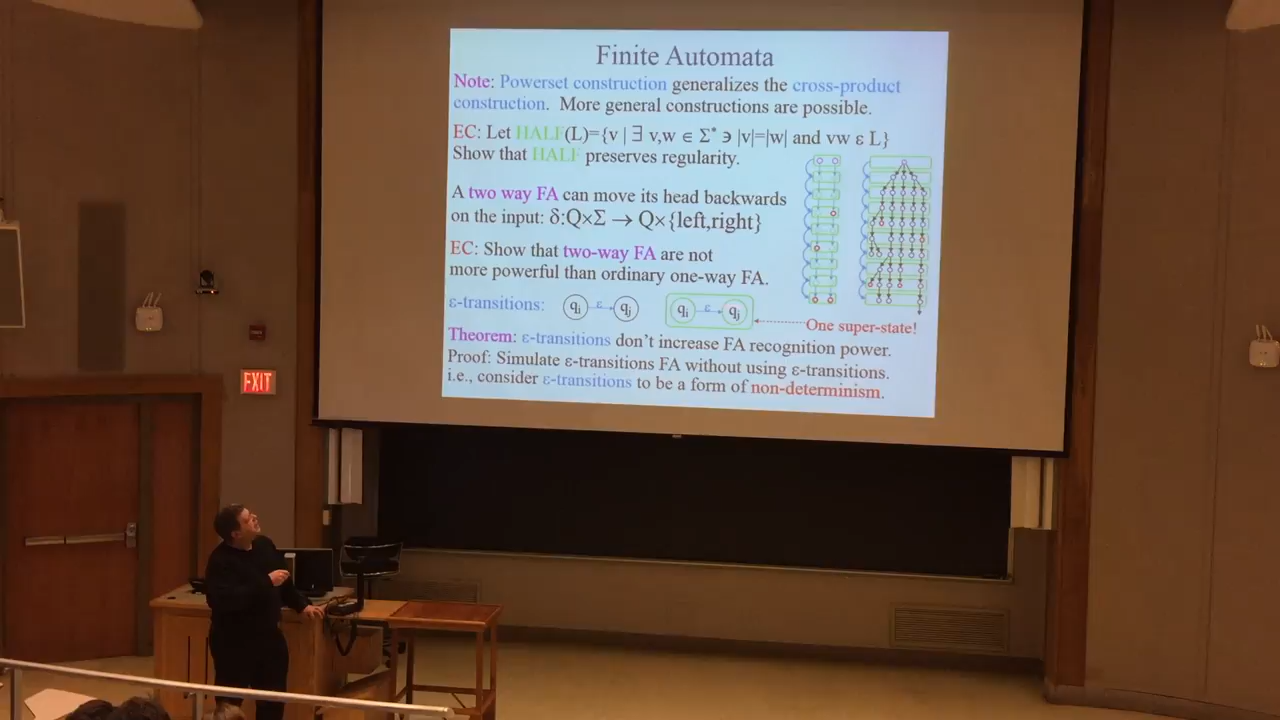 Finite Automata
Note: Powerset construction generalizes the cross-product
construction. More general constructions are possible.
EC: Let HALF(L)={v | ∃ v,w ∈ Σ* ∋ |v|=|w| and vw ε L}
Show that HALF preserves regularity.
A two way FA can move its head backwards
on the input: δ:Q×Σ → Q×{left,right}
EC: Show that two-way FA are not
more powerful than ordinary one-way FA.
ε-transitions: qi ε qj qi ε qj
One super-state!
Theorem: ε-transitions don't increase FA recognition power.
Proof: Simulate ε-transitions FA without using ε-transitions.
i.e., consider ε-transitions to be a form of non-determinism.
EXIT